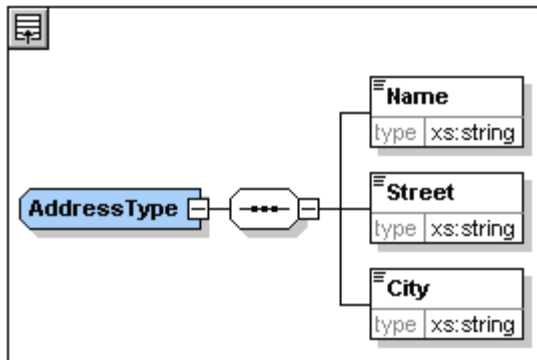 Name
type xs:string
AddressType
Street
type xs:string
City
type xs:string